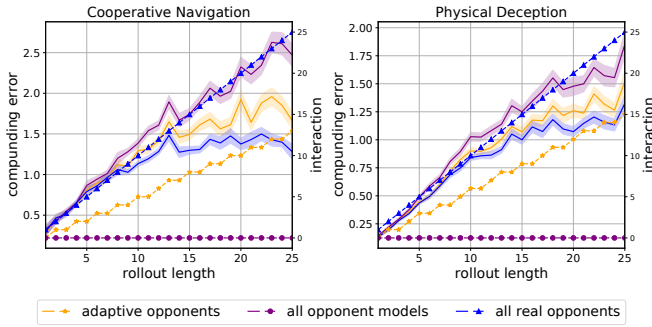 Cooperative Navigation
Physical Deception
compunding error
2.5
2.0
1.5
1.0
0.5
25
20
15
10
5
0
interaction
5 10 15 20 25
rollout length
compunding error
2.00
1.75
1.50
1.25
1.00
0.75
0.50
0.25
25
20
15
10
5
0
interaction
5 10 15 20 25
rollout length
adaptive opponents all opponent models all real opponents